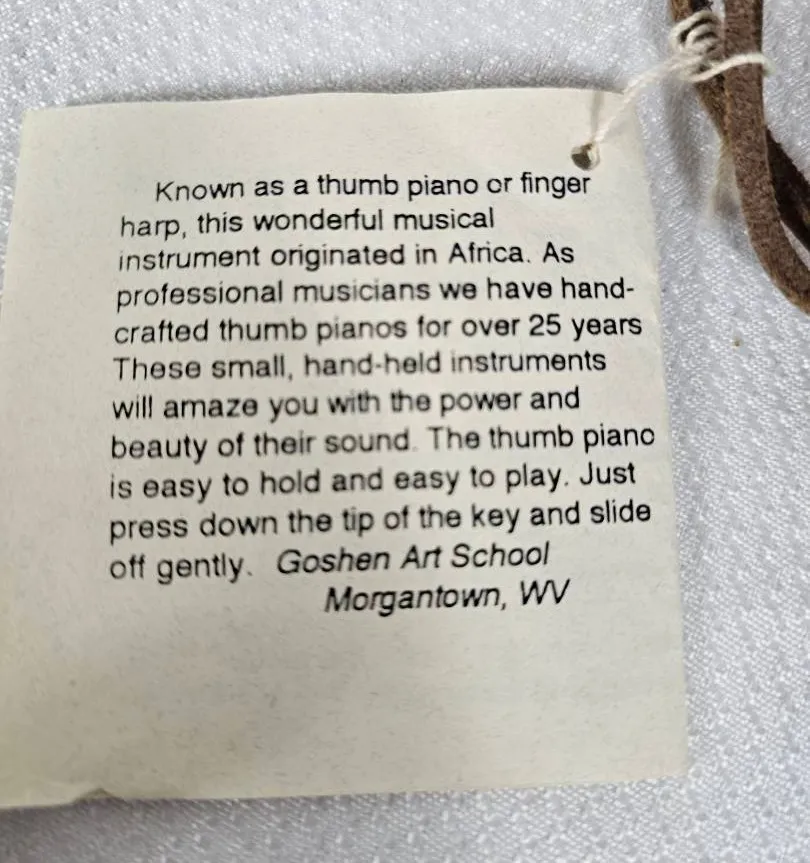 Known as a thumb piano or finger
harp, this wonderful musical
instrument originated in Africa. As
professional musicians we have hand-
crafted thumb pianos for over 25 years
These small, hand-held instruments
will amaze you with the power and
beauty of their sound. The thumb piano
is easy to hold and easy to play. Just
press down the tip of the key and slide
off gently. Goshen Art School
Morgantown, WV